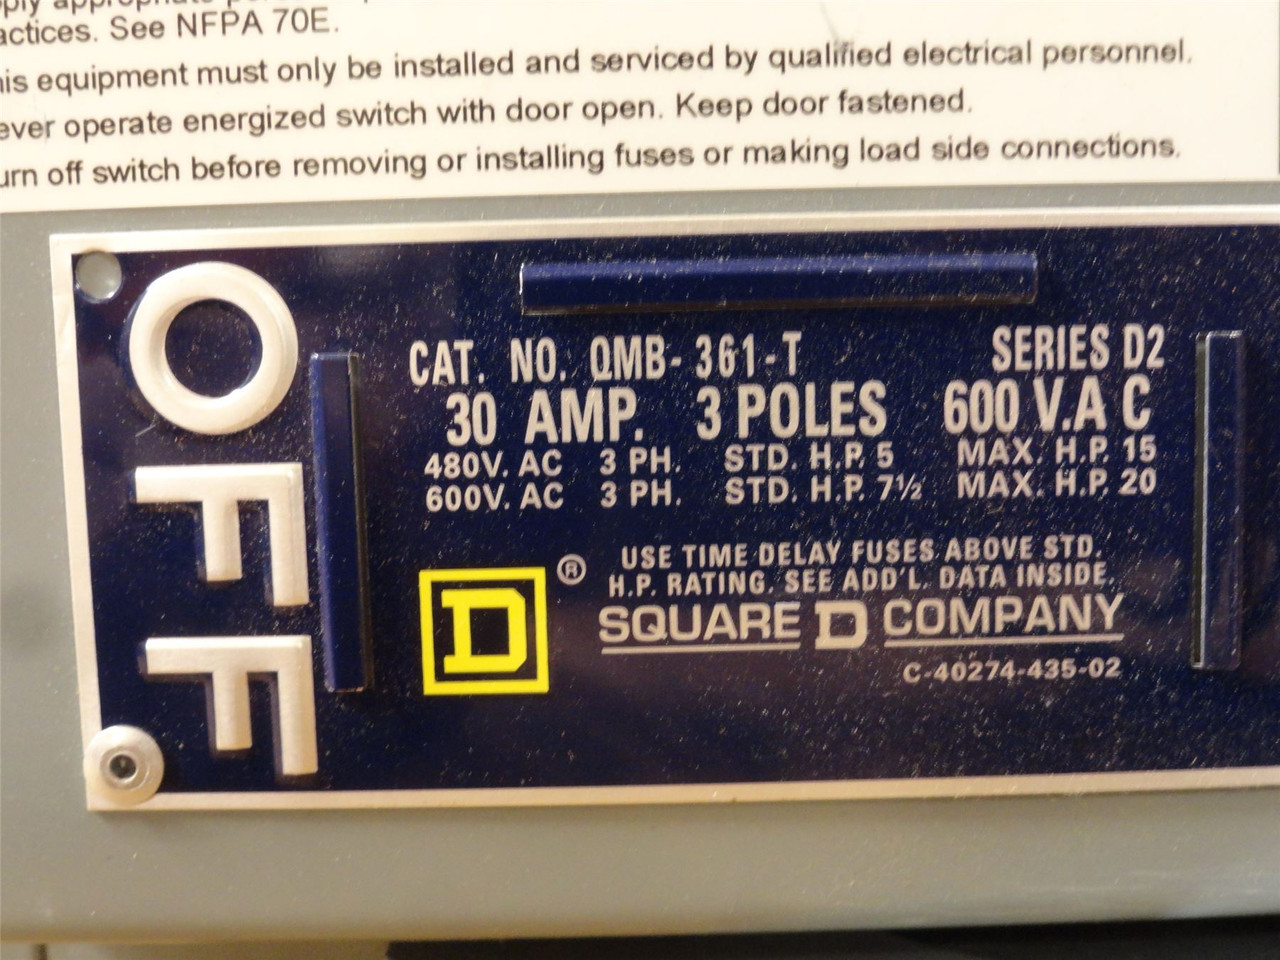 appropriate
actices. See NFPA 70E.
his equipment must only be installed and serviced by qualified electrical personnel.
ever operate energized switch with door open. Keep door fastened.
urn off switch before removing or installing fuses or making load side connections.
OFF
CAT. NO. QMB-361-T SERIES D2
30 AMP. 3 POLES 600 V.A C
480V. AC 3 PH. STD. H.P. 5 MAX. H.P. 15
600V. AC 3 PH. STD. H.P. 7½ MAX. H.P. 20
USE TIME DELAY FUSES ABOVE STD.
H.P. RATING. SEE ADD'L. DATA INSIDE.
D ® SQUARE D COMPANY
C-40274-435-02